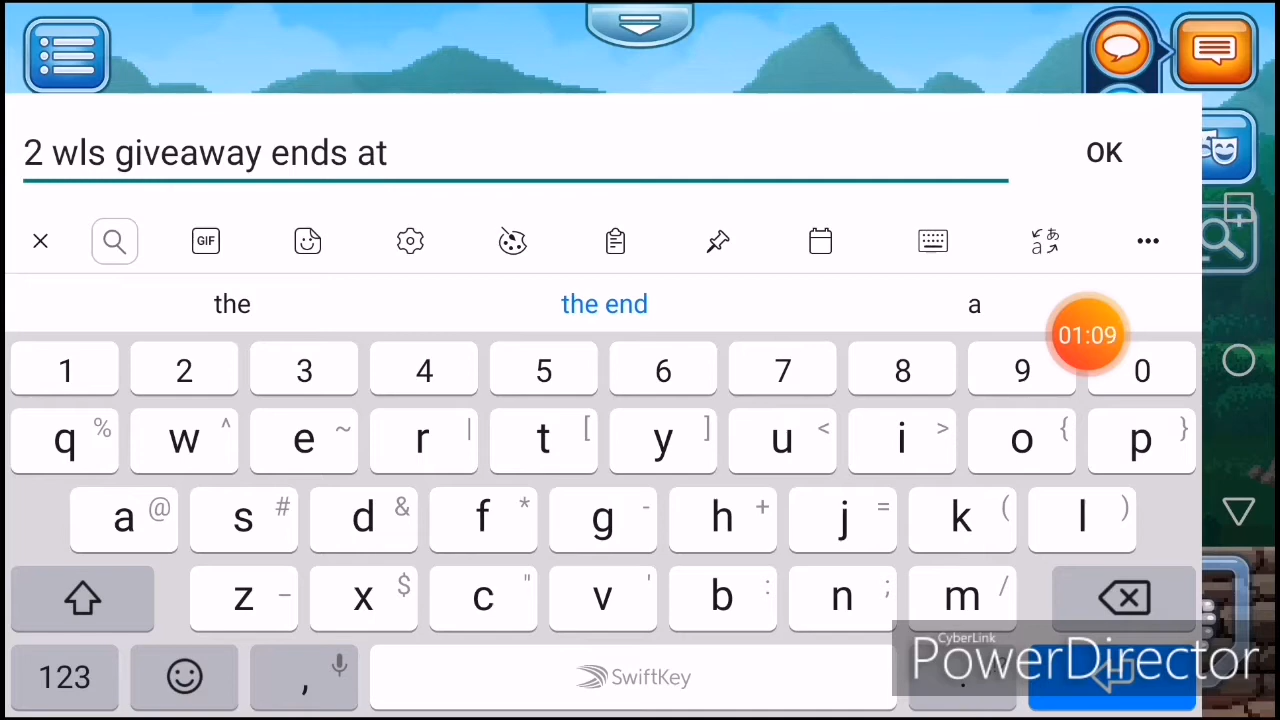 2 wls giveaway ends at
OK
GIF
the
the end
a
01:09
1 2 3 4 5 6 7 8 9 0
q % w ^ e ~ r | t [ y ] u < i > o { p }
a @ s # d & f * g - h + j = k ( l )
z _ x $ c " v ' b : n ; m /
123 , SwiftKey .
CyberLink
PowerDirector